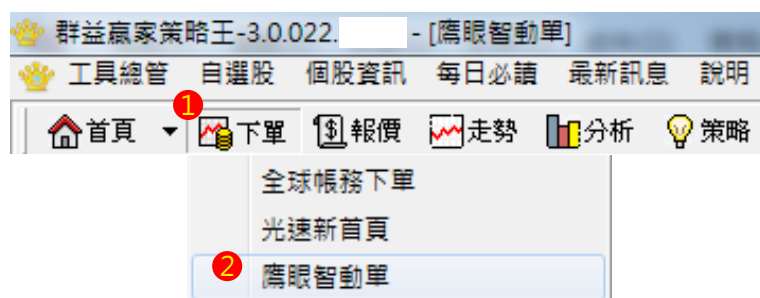 群益贏家策略王-3.0.022. - [鷹眼智動單]
工具總管 自選股 個股資訊 每日必讀 最新訊息 說明
1
首頁 下單 報價 走勢 分析 策略
全球帳務下單
光速新首頁
2 鷹眼智動單